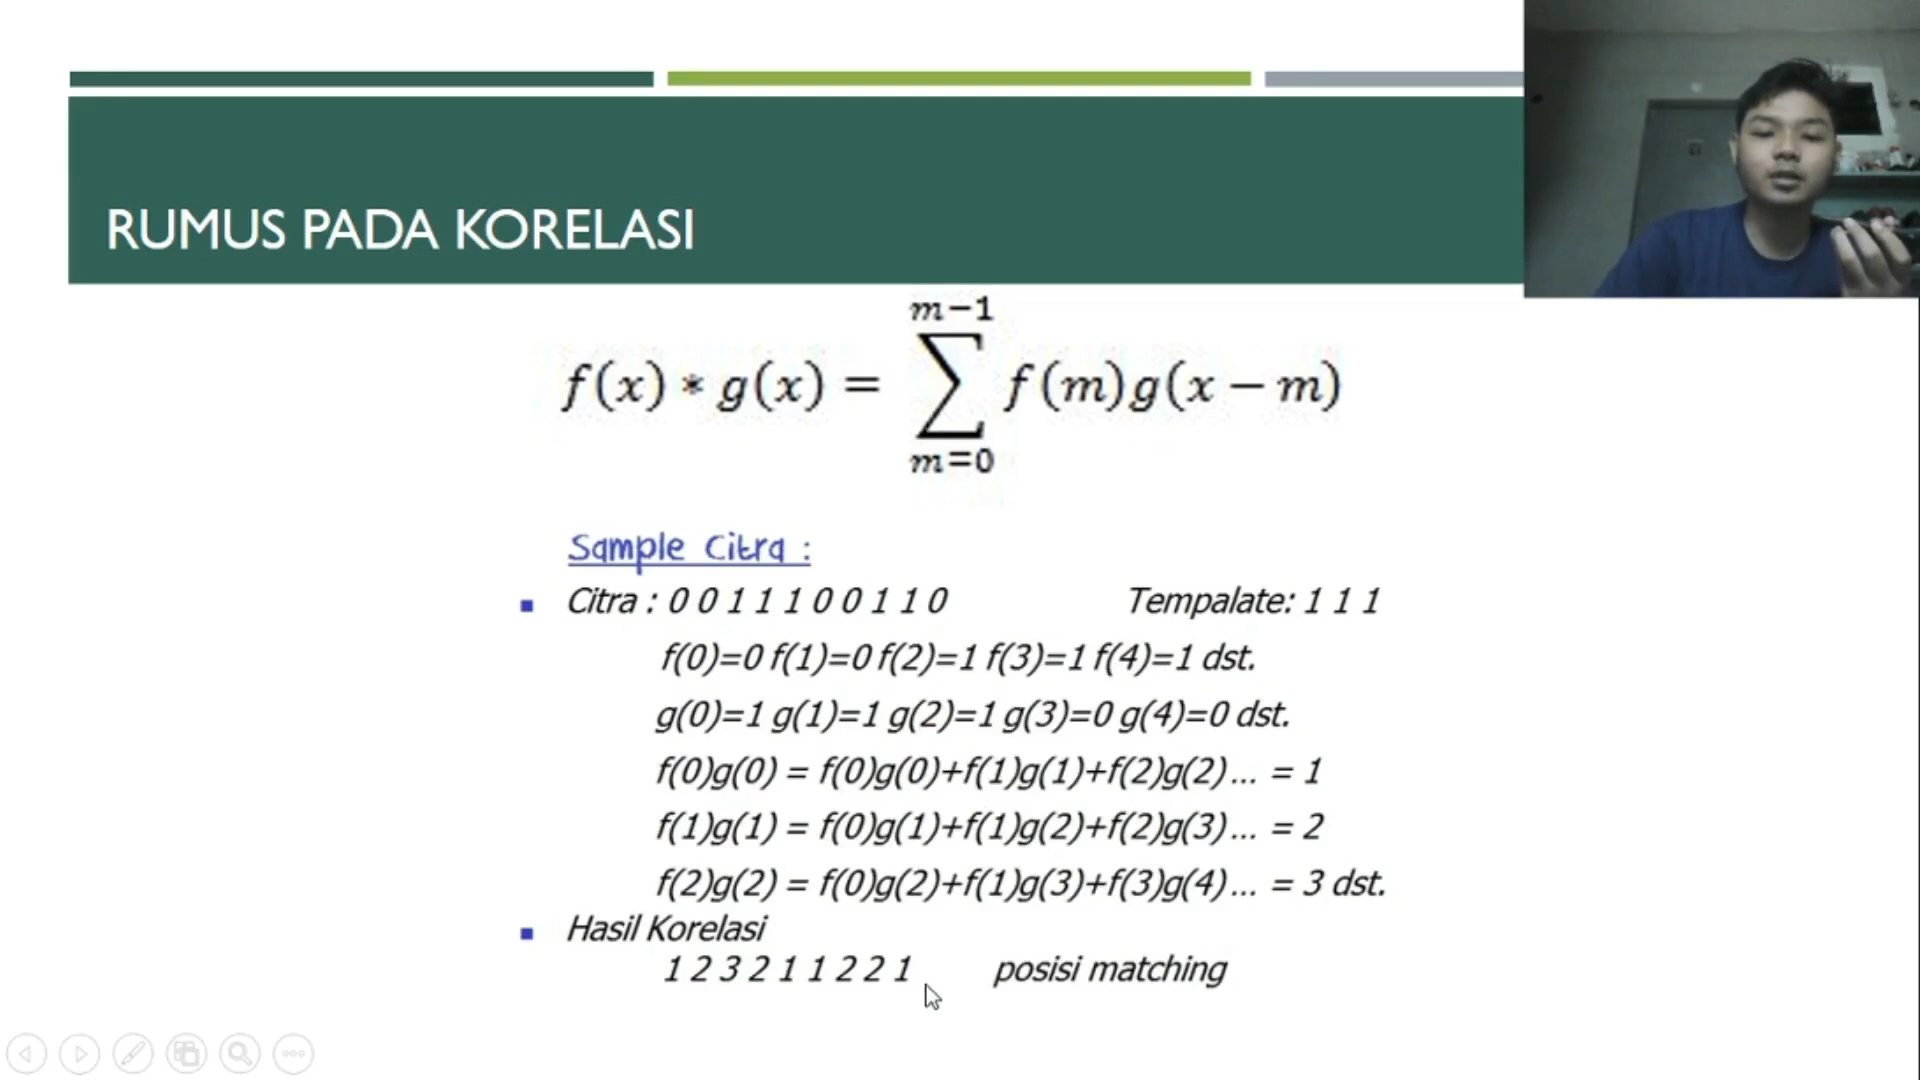 RUMUS PADA KORELASI
m−1
f(x) * g(x) = ∑ f(m)g(x − m)
m=0
Sample Citra :
Citra : 0 0 1 1 1 0 0 1 1 0 Tempalate: 1 1 1
f(0)=0 f(1)=0 f(2)=1 f(3)=1 f(4)=1 dst.
g(0)=1 g(1)=1 g(2)=1 g(3)=0 g(4)=0 dst.
f(0)g(0) = f(0)g(0)+f(1)g(1)+f(2)g(2)... = 1
f(1)g(1) = f(0)g(1)+f(1)g(2)+f(2)g(3)... = 2
f(2)g(2) = f(0)g(2)+f(1)g(3)+f(3)g(4)... = 3 dst.
Hasil Korelasi
1 2 3 2 1 1 2 2 1 posisi matching